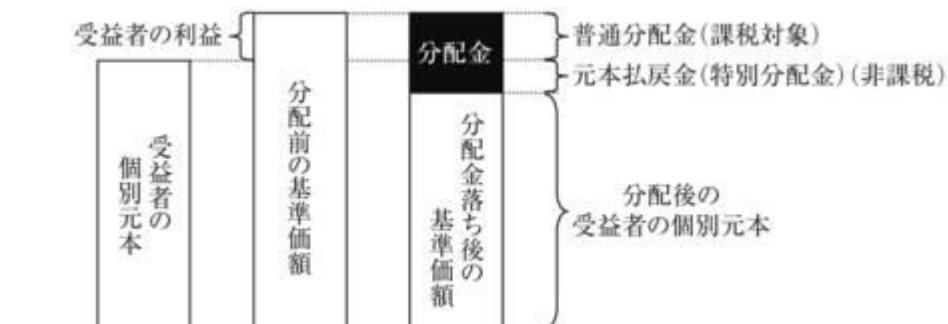 受益者の利益
受益者の
個別元本
分配前の基準価額
分配金
分配金落ち後の
基準価額
普通分配金(課税対象)
元本払戻金(特別分配金)(非課税)
分配後の
受益者の個別元本